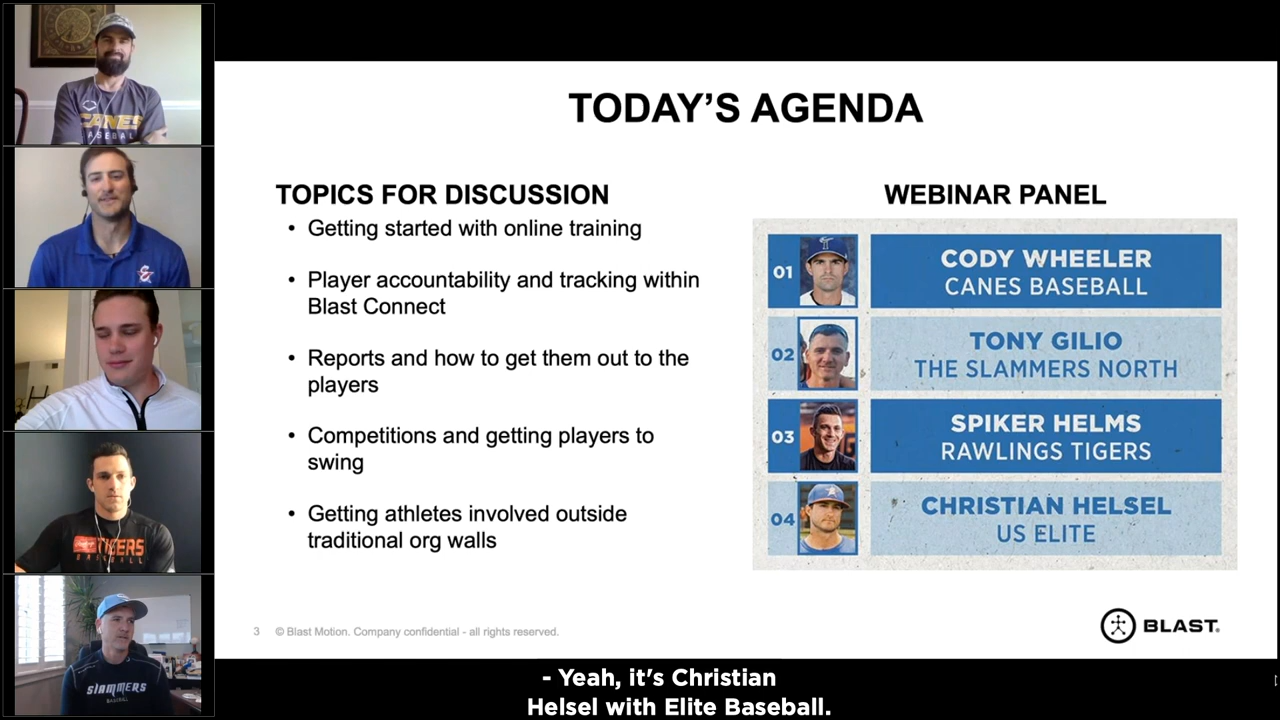 CANES
BASEBALL
TIGERS
BASEBALL
SLAMMERS
BASEBALL
TODAY’S AGENDA
TOPICS FOR DISCUSSION
• Getting started with online training
• Player accountability and tracking within
Blast Connect
• Reports and how to get them out to the
players
• Competitions and getting players to
swing
• Getting athletes involved outside
traditional org walls
WEBINAR PANEL
01
CODY WHEELER
CANES BASEBALL
02
TONY GILIO
THE SLAMMERS NORTH
03
SPIKER HELMS
RAWLINGS TIGERS
04
CHRISTIAN HELSEL
US ELITE
3 © Blast Motion. Company confidential - all rights reserved.
BLAST.
- Yeah, it's Christian
Helsel with Elite Baseball.